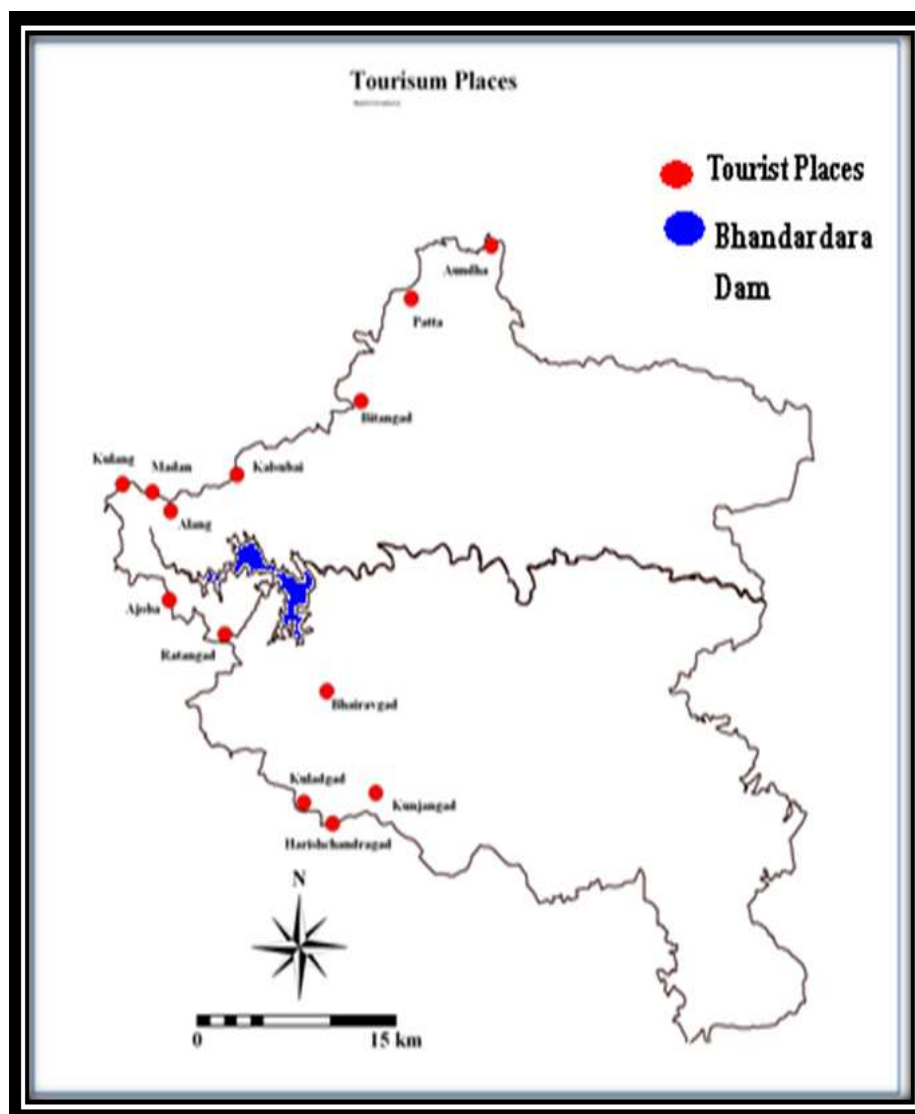 Tourisum Places
Tourist Places
Bhandardara
Dam
Aundha
Patta
Bitangad
Kulang
Madan
Kalsubai
Alang
Ajoba
Ratangad
Bhairavgad
Kuladgad
Kunjangad
Harishchandragad
N
0
15 km